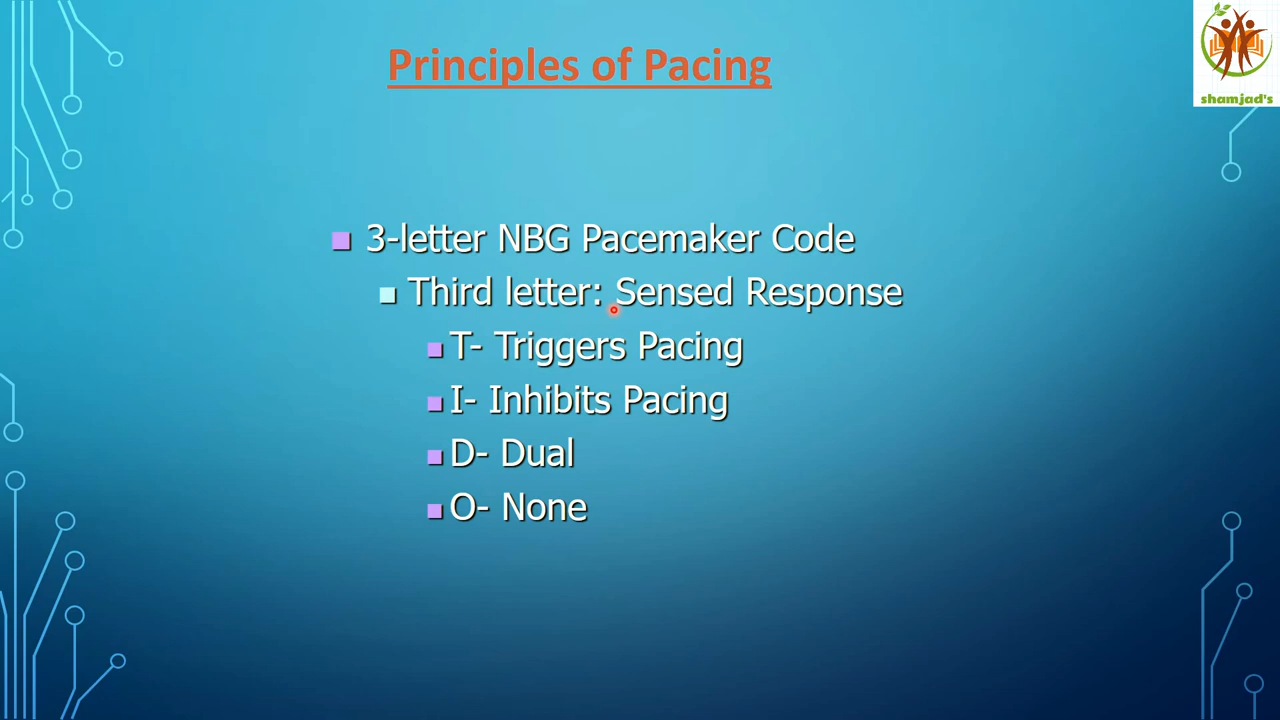 Principles of Pacing
shamjad's
3-letter NBG Pacemaker Code
Third letter: Sensed Response
T- Triggers Pacing
I- Inhibits Pacing
D- Dual
O- None